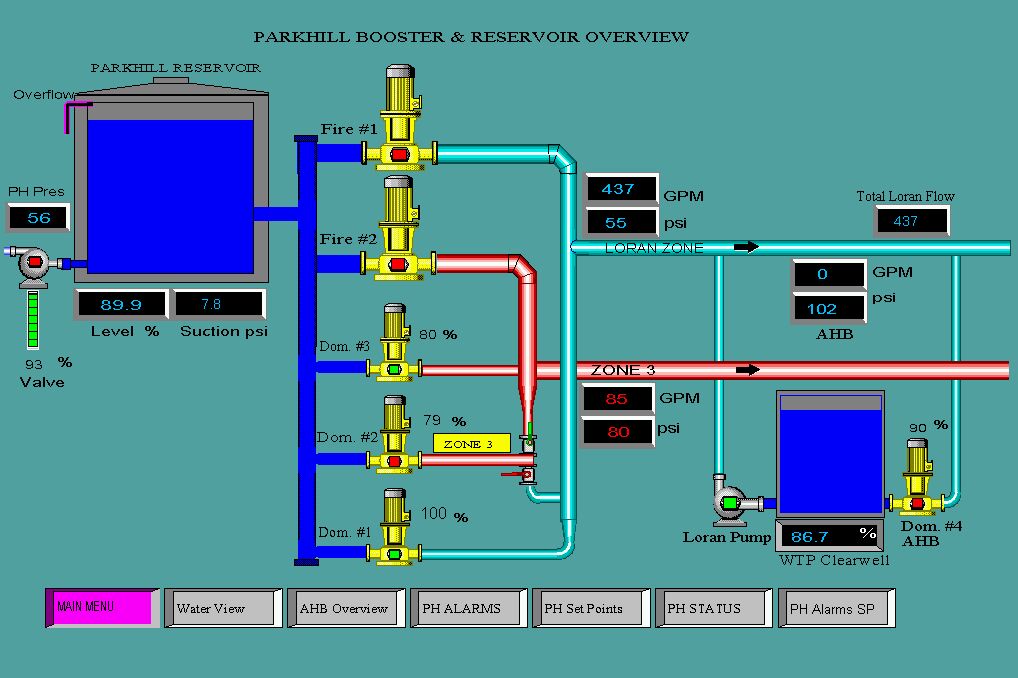 PARKHILL BOOSTER & RESERVOIR OVERVIEW
PARKHILL RESERVOIR
Overflow
Fire #1
PH Pres
56
437 GPM
55 psi
Total Loran Flow
437
Fire #2
LORAN ZONE
0 GPM
102 psi
AHB
89.9
7.8
Level %
Suction psi
93 %
Valve
Dom. #3
80 %
ZONE 3
85 GPM
80 psi
Dom. #2
79 %
ZONE 3
90 %
Dom. #1
100 %
Loran Pump
86.7 %
WTP Clearwell
Dom. #4
AHB
MAIN MENU
Water View
AHB Overview
PH ALARMS
PH Set Points
PH STATUS
PH Alarms SP